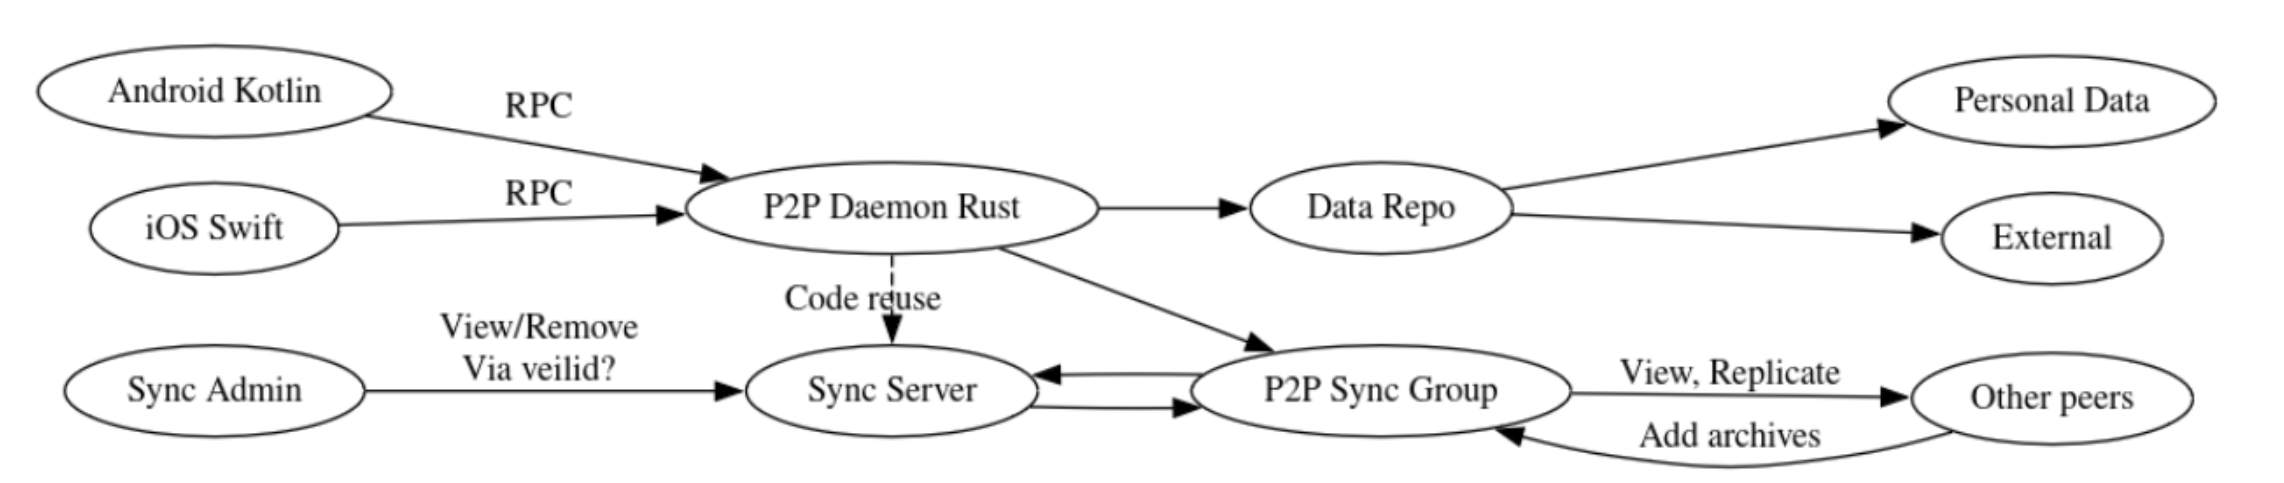 Android Kotlin
RPC
Personal Data
iOS Swift
RPC
P2P Daemon Rust
Data Repo
External
Code reuse
View/Remove
Via veilid?
Sync Admin
Sync Server
P2P Sync Group
View, Replicate
Other peers
Add archives